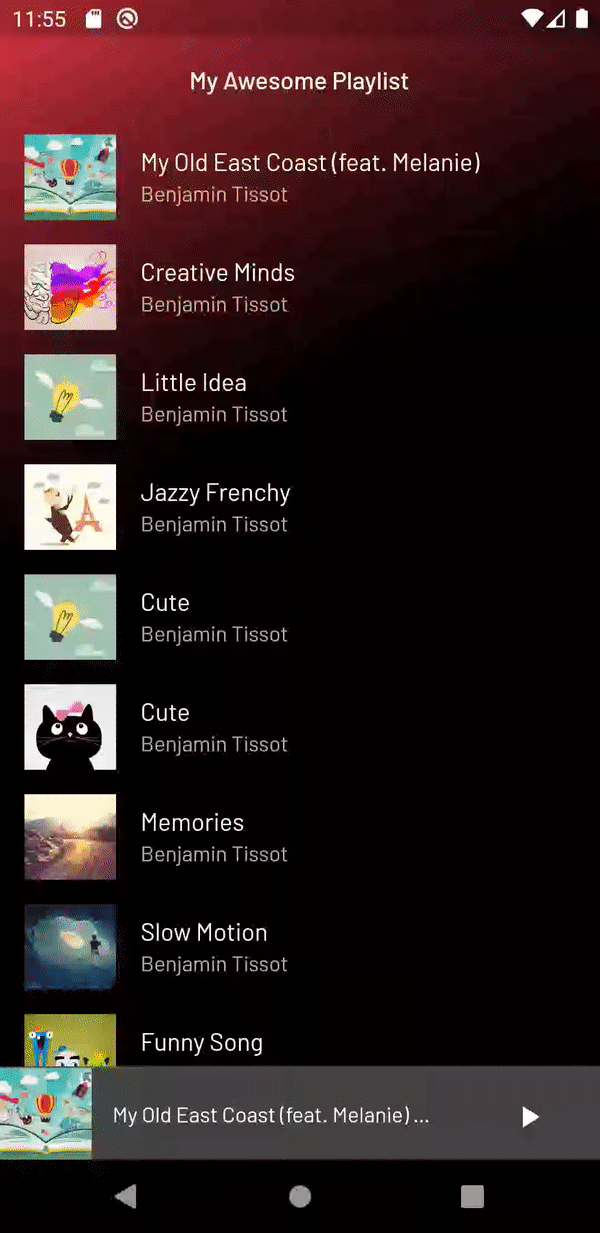 11:55
My Awesome Playlist
My Old East Coast (feat. Melanie)
Benjamin Tissot
Creative Minds
Benjamin Tissot
Little Idea
Benjamin Tissot
Jazzy Frenchy
Benjamin Tissot
Cute
Benjamin Tissot
Cute
Benjamin Tissot
Memories
Benjamin Tissot
Slow Motion
Benjamin Tissot
Funny Song
My Old East Coast (feat. Melanie) ...